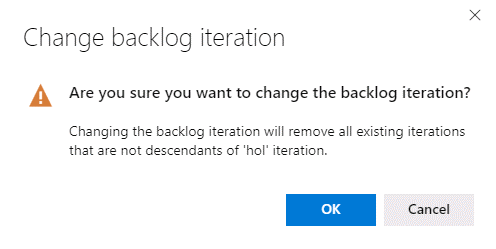 Change backlog iteration
Are you sure you want to change the backlog iteration?
Changing the backlog iteration will remove all existing iterations
that are not descendants of 'hol' iteration.
OK
Cancel